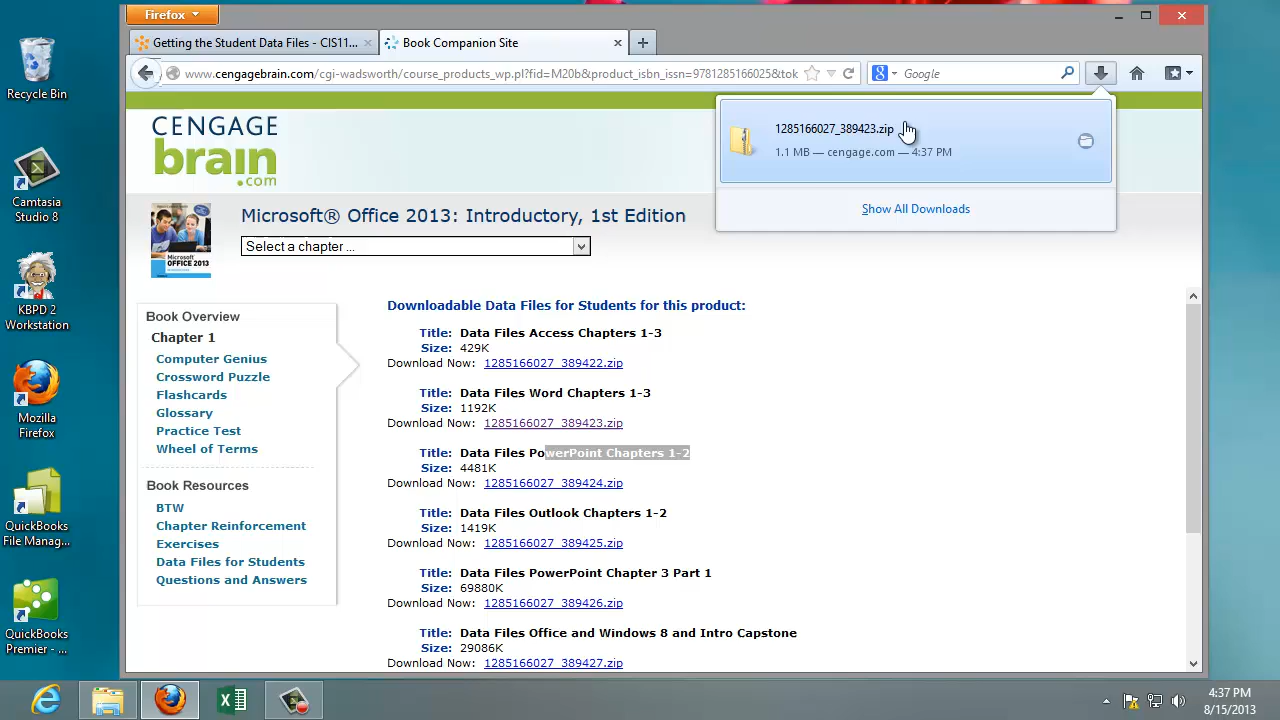 Firefox
Getting the Student Data Files - CIS11...
Book Companion Site
www.cengagebrain.com/cgi-wadsworth/course_products_wp.pl?fid=M20b&product_isbn_issn=9781285166025&tok
Google
1285166027_389423.zip
1.1 MB — cengage.com — 4:37 PM
Show All Downloads
CENGAGE
brain
.com
Microsoft® Office 2013: Introductory, 1st Edition
Select a chapter ...
Book Overview
Chapter 1
Computer Genius
Crossword Puzzle
Flashcards
Glossary
Practice Test
Wheel of Terms
Book Resources
BTW
Chapter Reinforcement
Exercises
Data Files for Students
Questions and Answers
Downloadable Data Files for Students for this product:
Title: Data Files Access Chapters 1-3
Size: 429K
Download Now: 1285166027_389422.zip
Title: Data Files Word Chapters 1-3
Size: 1192K
Download Now: 1285166027_389423.zip
Title: Data Files PowerPoint Chapters 1-2
Size: 4481K
Download Now: 1285166027_389424.zip
Title: Data Files Outlook Chapters 1-2
Size: 1419K
Download Now: 1285166027_389425.zip
Title: Data Files PowerPoint Chapter 3 Part 1
Size: 69880K
Download Now: 1285166027_389426.zip
Title: Data Files Office and Windows 8 and Intro Capstone
Size: 29086K
Download Now: 1285166027_389427.zip
Recycle Bin
Camtasia
Studio 8
KBPD 2
Workstation
Mozilla
Firefox
QuickBooks
File Manag...
QuickBooks
Premier - ...
4:37 PM
8/15/2013